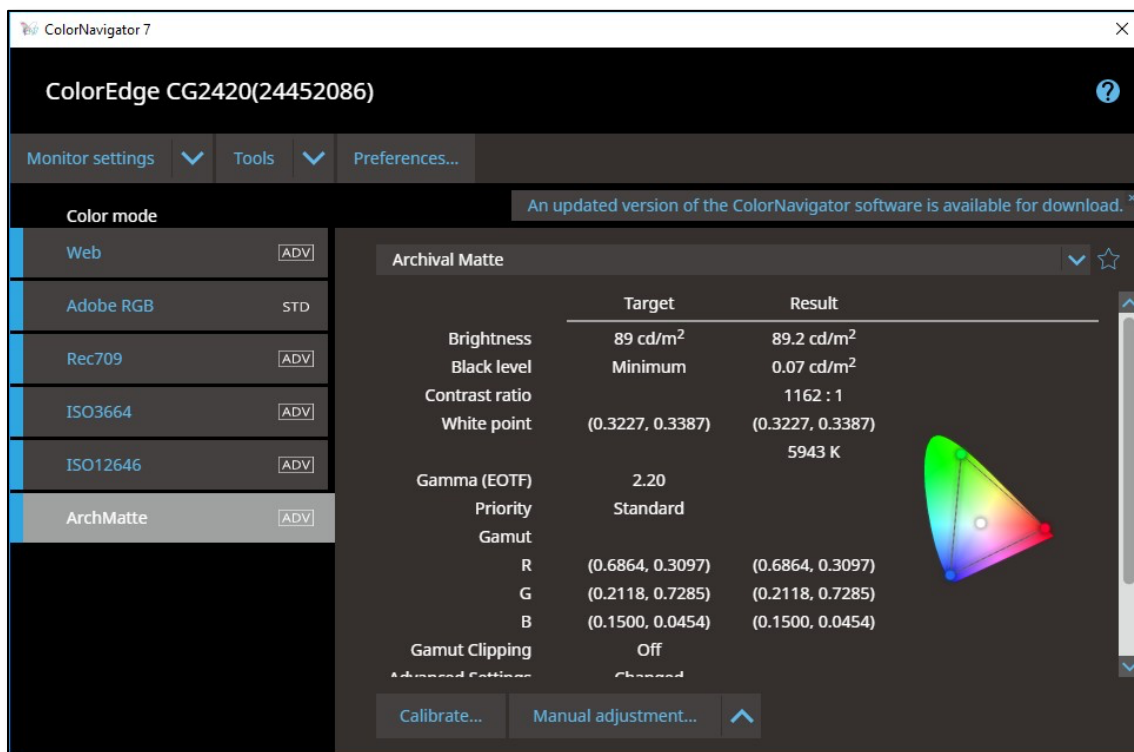 ColorNavigator 7
ColorEdge CG2420(24452086)
Monitor settings Tools Preferences...
An updated version of the ColorNavigator software is available for download.
Color mode
Web ADV
Adobe RGB STD
Rec709 ADV
ISO3664 ADV
ISO12646 ADV
ArchMatte ADV
Archival Matte
Target Result
Brightness 89 cd/m² 89.2 cd/m²
Black level Minimum 0.07 cd/m²
Contrast ratio 1162 : 1
White point (0.3227, 0.3387) (0.3227, 0.3387)
5943 K
Gamma (EOTF) 2.20
Priority Standard
Gamut
R (0.6864, 0.3097) (0.6864, 0.3097)
G (0.2118, 0.7285) (0.2118, 0.7285)
B (0.1500, 0.0454) (0.1500, 0.0454)
Gamut Clipping Off
Advanced Settings Changed
Calibrate... Manual adjustment...